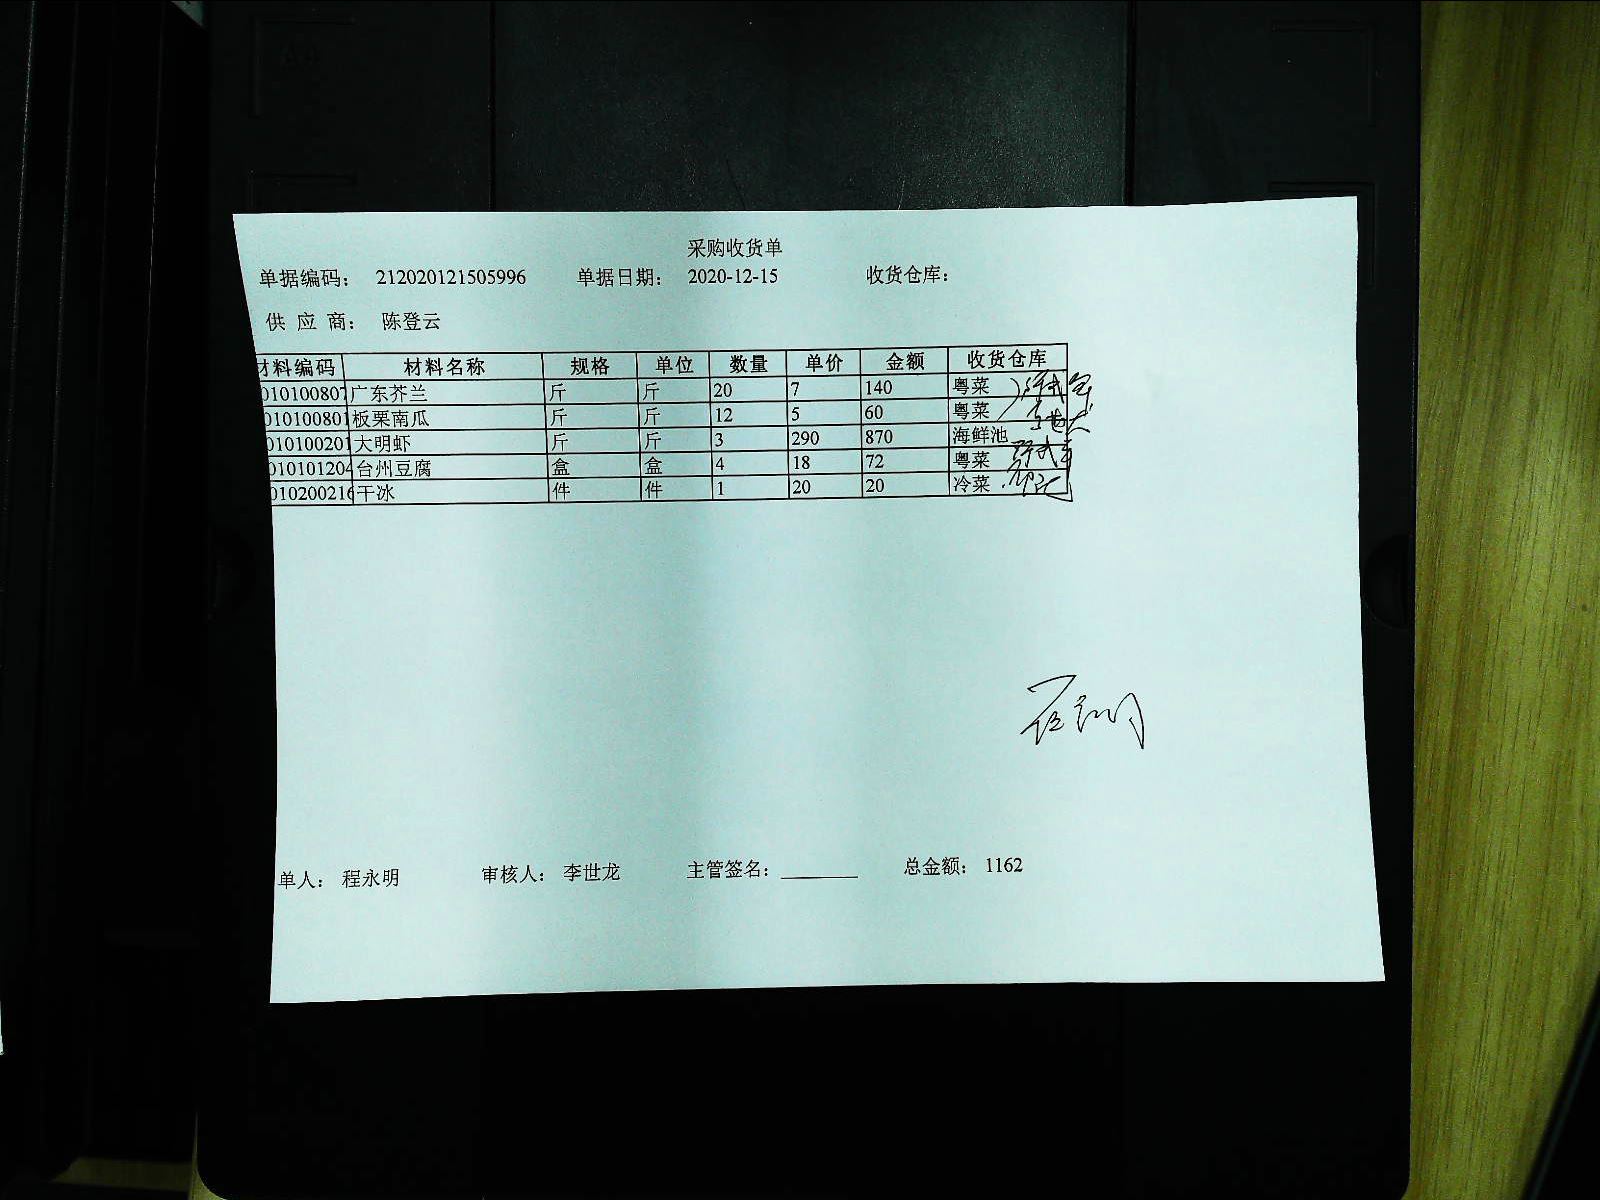 采购收货单
单据编码： 212020121505996 单据日期： 2020-12-15 收货仓库：
供 应 商： 陈登云
材料编码 材料名称 规格 单位 数量 单价 金额 收货仓库
010100807 广东芥兰 斤 斤 20 7 140 粤菜
010100801 板栗南瓜 斤 斤 12 5 60 粤菜
010100201 大明虾 斤 斤 3 290 870 海鲜池
010101204 台州豆腐 盒 盒 4 18 72 粤菜
010200216 干冰 件 件 1 20 20 冷菜
单人： 程永明 审核人： 李世龙 主管签名：________ 总金额： 1162